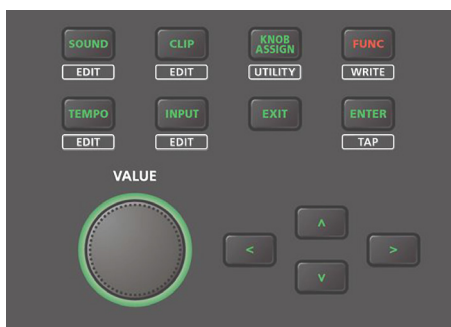 SOUND CLIP KNOB ASSIGN FUNC
EDIT EDIT UTILITY WRITE
TEMPO INPUT EXIT ENTER
EDIT EDIT TAP
VALUE
∧
< >
∨